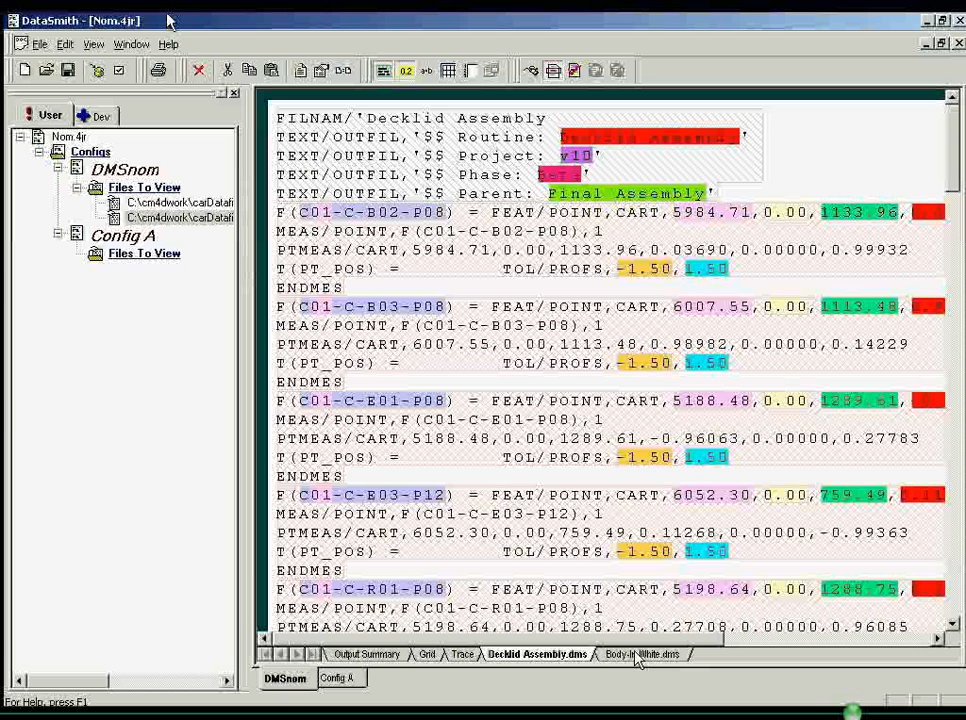 DataSmith - [Nom.4jr]
File Edit View Window Help
User Dev
Nom.4jr
Configs
DMSnom
Files To View
C:\cm4dwork\carDatafi
C:\cm4dwork\carDatafi
Config A
Files To View
FILNAM/'Decklid Assembly
TEXT/OUTFIL,'$$ Routine: Decklid Assembly'
TEXT/OUTFIL,'$$ Project: v10'
TEXT/OUTFIL,'$$ Phase: Beta'
TEXT/OUTFIL,'$$ Parent: Final Assembly'
F(C01-C-B02-P08) = FEAT/POINT,CART,5984.71,0.00,1133.96,
MEAS/POINT,F(C01-C-B02-P08),1
PTMEAS/CART,5984.71,0.00,1133.96,0.03690,0.00000,0.99932
T(PT_POS) = TOL/PROFS,-1.50,1.50
ENDMES
F(C01-C-B03-P08) = FEAT/POINT,CART,6007.55,0.00,1113.48,
MEAS/POINT,F(C01-C-B03-P08),1
PTMEAS/CART,6007.55,0.00,1113.48,0.98982,0.00000,0.14229
T(PT_POS) = TOL/PROFS,-1.50,1.50
ENDMES
F(C01-C-E01-P08) = FEAT/POINT,CART,5188.48,0.00,1289.61,
MEAS/POINT,F(C01-C-E01-P08),1
PTMEAS/CART,5188.48,0.00,1289.61,-0.96063,0.00000,0.27783
T(PT_POS) = TOL/PROFS,-1.50,1.50
ENDMES
F(C01-C-E03-P12) = FEAT/POINT,CART,6052.30,0.00,759.49,0.11
MEAS/POINT,F(C01-C-E03-P12),1
PTMEAS/CART,6052.30,0.00,759.49,0.11268,0.00000,-0.99363
T(PT_POS) = TOL/PROFS,-1.50,1.50
ENDMES
F(C01-C-R01-P08) = FEAT/POINT,CART,5198.64,0.00,1288.75,
MEAS/POINT,F(C01-C-R01-P08),1
PTMEAS/CART,5198.64,0.00,1288.75,0.27708,0.00000,0.96085
Output Summary Grid Trace Decklid Assembly.dms Body-In-White.dms
DMSnom Config A
For Help, press F1